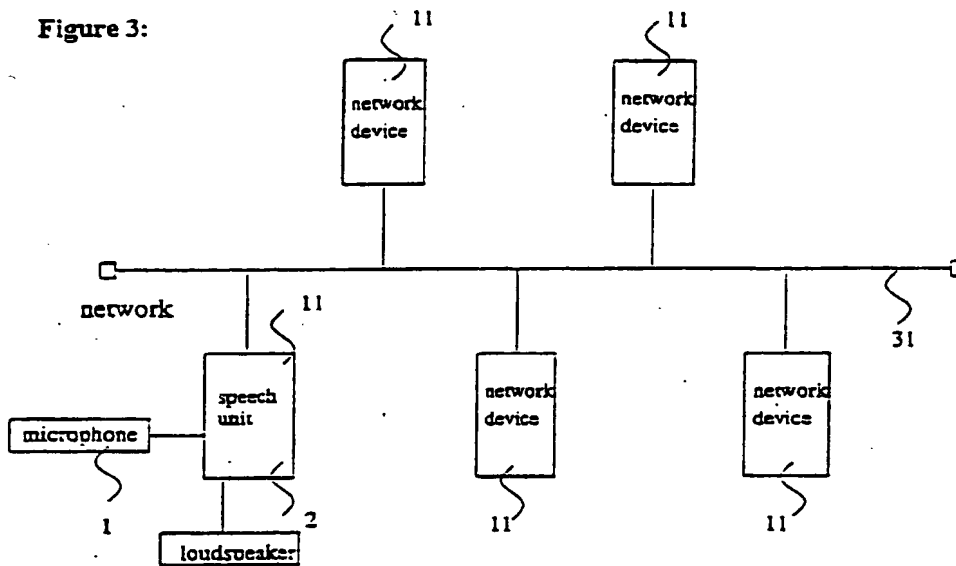 Figure 3:
11
11
network
device
network
device
network
11
31
speech
unit
network
device
network
device
microphone
1
2
11
11
loudspeaker